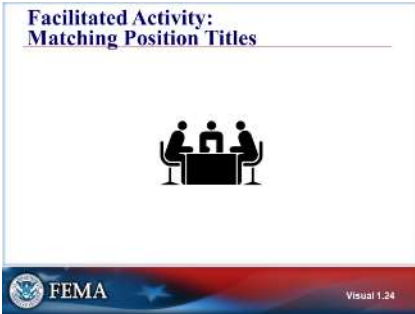 Facilitated Activity:
Matching Position Titles
FEMA
Visual 1.24